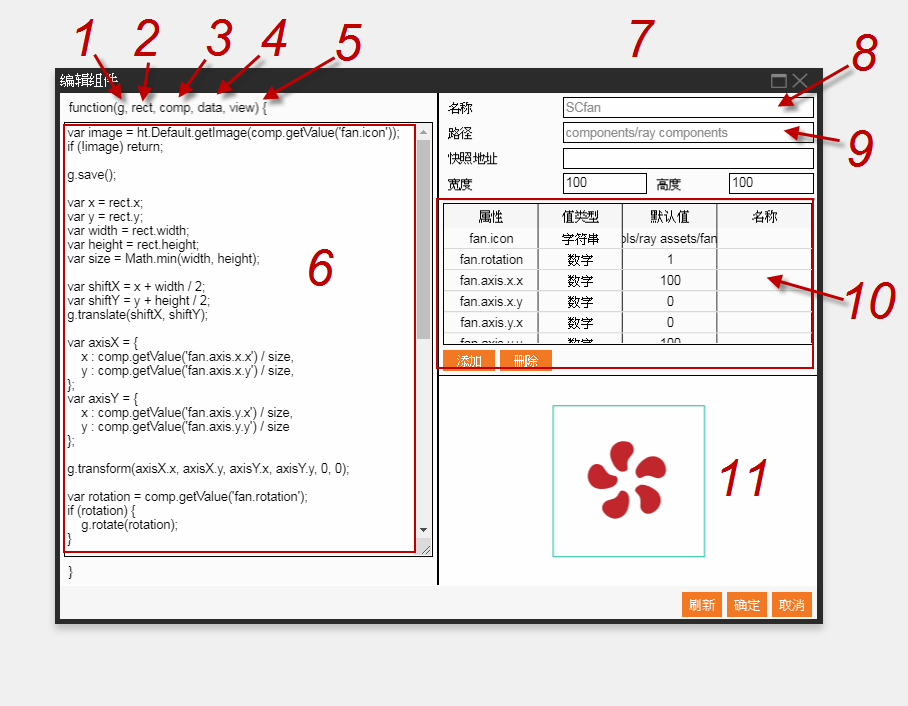 1 2 3 4 5
7
8
9
10
11
6
编辑组件
function(g, rect, comp, data, view) {
var image = ht.Default.getImage(comp.getValue('fan.icon'));
if (!image) return;
g.save();
var x = rect.x;
var y = rect.y;
var width = rect.width;
var height = rect.height;
var size = Math.min(width, height);
var shiftX = x + width / 2;
var shiftY = y + height / 2;
g.translate(shiftX, shiftY);
var axisX = {
x : comp.getValue('fan.axis.x.x') / size,
y : comp.getValue('fan.axis.x.y') / size,
};
var axisY = {
x : comp.getValue('fan.axis.y.x') / size,
y : comp.getValue('fan.axis.y.y') / size
};
g.transform(axisX.x, axisX.y, axisY.x, axisY.y, 0, 0);
var rotation = comp.getValue('fan.rotation');
if (rotation) {
g.rotate(rotation);
}
}
名称 SCfan
路径 components/ray components
快照地址
宽度 100 高度 100
属性 值类型 默认值 名称
fan.icon 字符串 ols/ray assets/fan
fan.rotation 数字 1
fan.axis.x.x 数字 100
fan.axis.x.y 数字 0
fan.axis.y.x 数字 0
fan.axis.y.y 数字 100
添加 删除
刷新 确定 取消